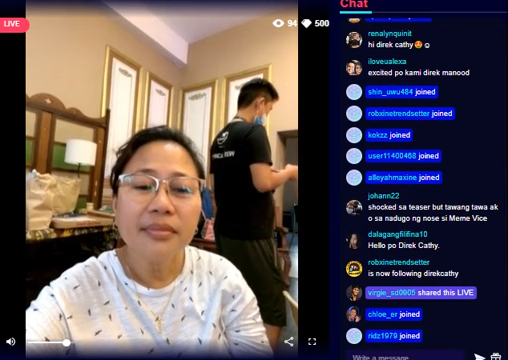 LIVE
94 500
Chat
renalynquinit
hi direk cathy😍☺
iloveualexa
excited po kami direk manood
shin_uwu484 joined
robxinetrendsetter joined
kokzz joined
user11400468 joined
alleyahmaxine joined
johann22
shooked sa teaser but tawang tawa ak
o sa nadugo ng nose si Meme Vice
dalagangfilifina10
Hello po Direk Cathy.
robxinetrendsetter
is now following direkcathy
virgie_sd0905 shared this LIVE
chloe_er joined
ridz1979 joined
Write a message